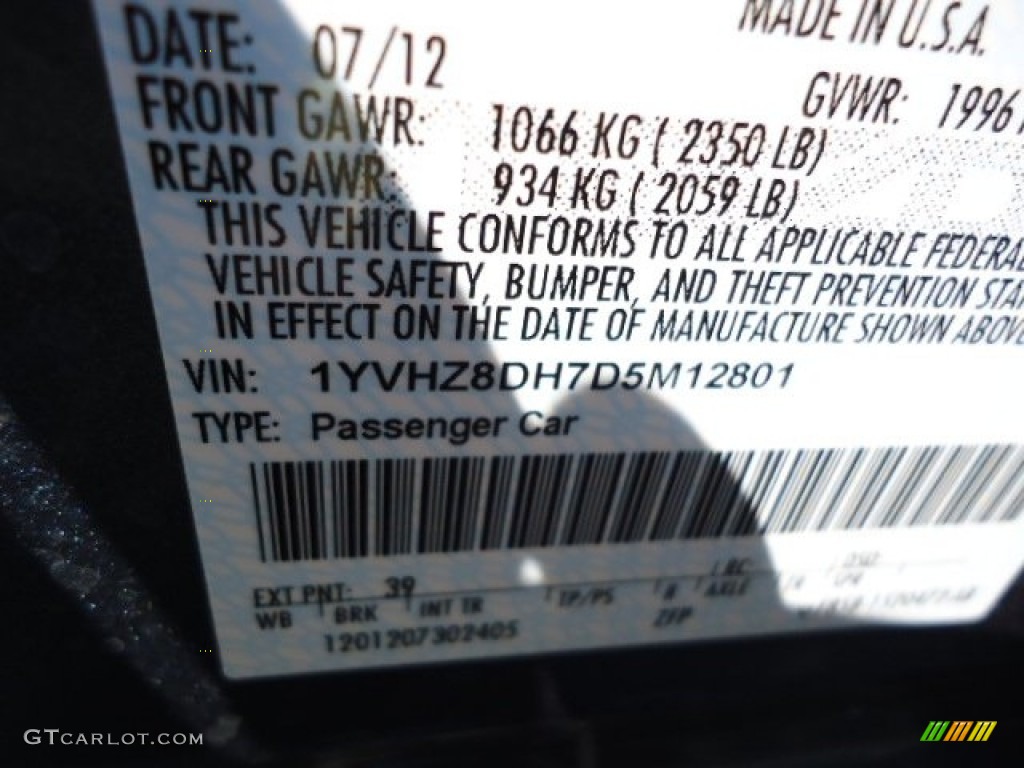 MADE IN U.S.A.
DATE: 07/12
GVWR: 1996
FRONT GAWR: 1066 KG ( 2350 LB)
REAR GAWR: 934 KG ( 2059 LB)
THIS VEHICLE CONFORMS TO ALL APPLICABLE FEDERAL
VEHICLE SAFETY, BUMPER, AND THEFT PREVENTION STA
IN EFFECT ON THE DATE OF MANUFACTURE SHOWN ABOVE
VIN: 1YVHZ8DH7D5M12801
TYPE: Passenger Car
EXT PNT: 39
WB BRK INT TR TP/PS R AXLE
1201207302405
GTCARLOT.COM